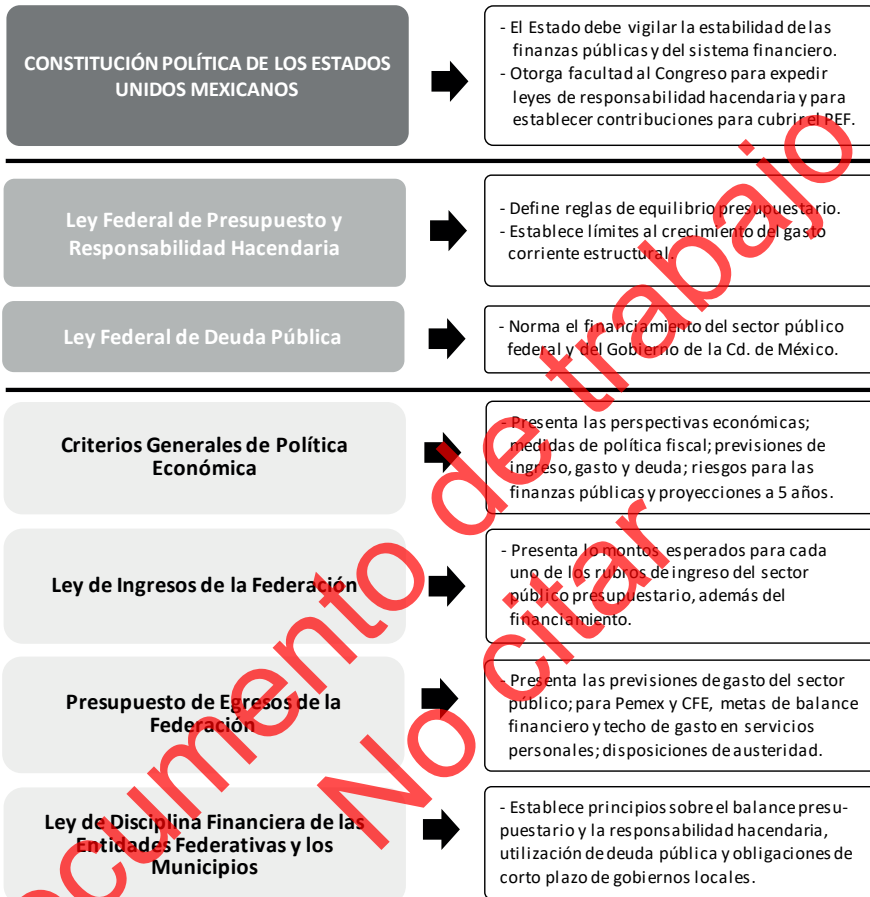 CONSTITUCIÓN POLÍTICA DE LOS ESTADOS
UNIDOS MEXICANOS
- El Estado debe vigilar la estabilidad de las
finanzas públicas y del sistema financiero.
- Otorga facultad al Congreso para expedir
leyes de responsabilidad hacendaria y para
establecer contribuciones para cubrir el PEF.
Ley Federal de Presupuesto y
Responsabilidad Hacendaria
- Define reglas de equilibrio presupuestario.
- Establece límites al crecimiento del gasto
corriente estructural.
Ley Federal de Deuda Pública
- Norma el financiamiento del sector público
federal y del Gobierno de la Cd. de México.
Criterios Generales de Política
Económica
- Presenta las perspectivas económicas;
medidas de política fiscal; previsiones de
ingreso, gasto y deuda; riesgos para las
finanzas públicas y proyecciones a 5 años.
Ley de Ingresos de la Federación
- Presenta lo montos esperados para cada
uno de los rubros de ingreso del sector
público presupuestario, además del
financiamiento.
Presupuesto de Egresos de la
Federación
- Presenta las previsiones de gasto del sector
público; para Pemex y CFE, metas de balance
financiero y techo de gasto en servicios
personales; disposiciones de austeridad.
Ley de Disciplina Financiera de las
Entidades Federativas y los
Municipios
- Establece principios sobre el balance presu-
puestario y la responsabilidad hacendaria,
utilización de deuda pública y obligaciones de
corto plazo de gobiernos locales.
ocumento de trabajo
No citar